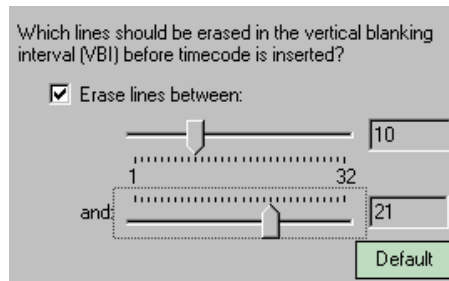 Which lines should be erased in the vertical blanking
interval (VBI) before timecode is inserted?
Erase lines between:
10
1 32
and:
21
Default